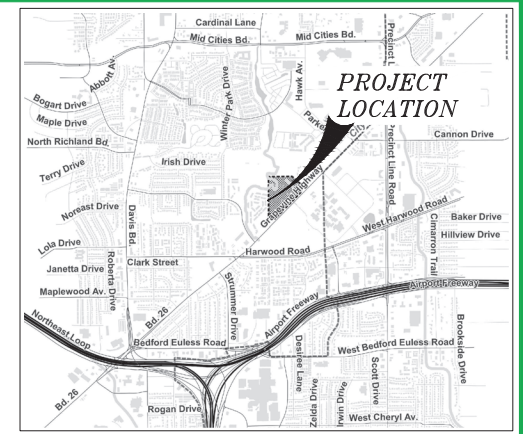 Cardinal Lane
Mid Cities Bd.
Mid Cities Bd.
Precinct L
Abbott Av.
Hawk Av.
Winter Park Drive
PROJECT
LOCATION
Bogart Drive
Maple Drive
Parke
City
North Richland Bd.
Cannon Drive
Irish Drive
Precinct Line Road
Terry Drive
Grapevine Highway
Noreast Drive
Davis Bd.
West Harwood Road
Baker Drive
Cimarron Trail
Hillview Drive
Lola Drive
Harwood Road
Roberta Drive
Clark Street
Janetta Drive
Airport Freeway
Maplewood Av.
Strummer Drive
Bd. 26
Airport Freeway
Northeast Loop
Bedford Euless Road
West Bedford Euless Road
Brookside Drive
Desiree Lane
Scott Drive
Zelda Drive
Irwin Drive
Bd. 26
Rogan Drive
West Cheryl Av.